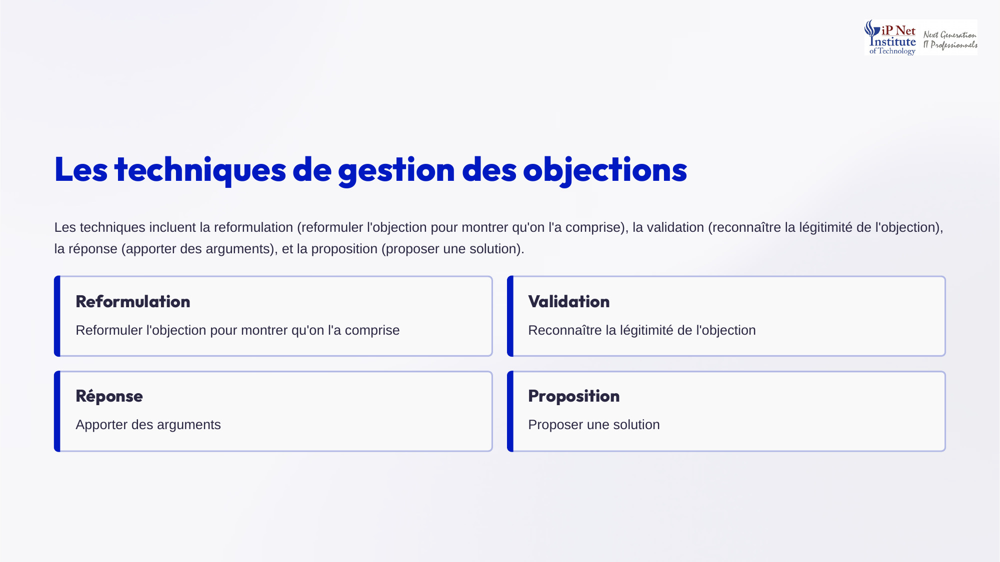 iP Net
Institute
of Technology
Next Generation
IT Professionnels
Les techniques de gestion des objections
Les techniques incluent la reformulation (reformuler l'objection pour montrer qu'on l'a comprise), la validation (reconnaître la légitimité de l'objection),
la réponse (apporter des arguments), et la proposition (proposer une solution).
Reformulation
Reformuler l'objection pour montrer qu'on l'a comprise
Validation
Reconnaître la légitimité de l'objection
Réponse
Apporter des arguments
Proposition
Proposer une solution